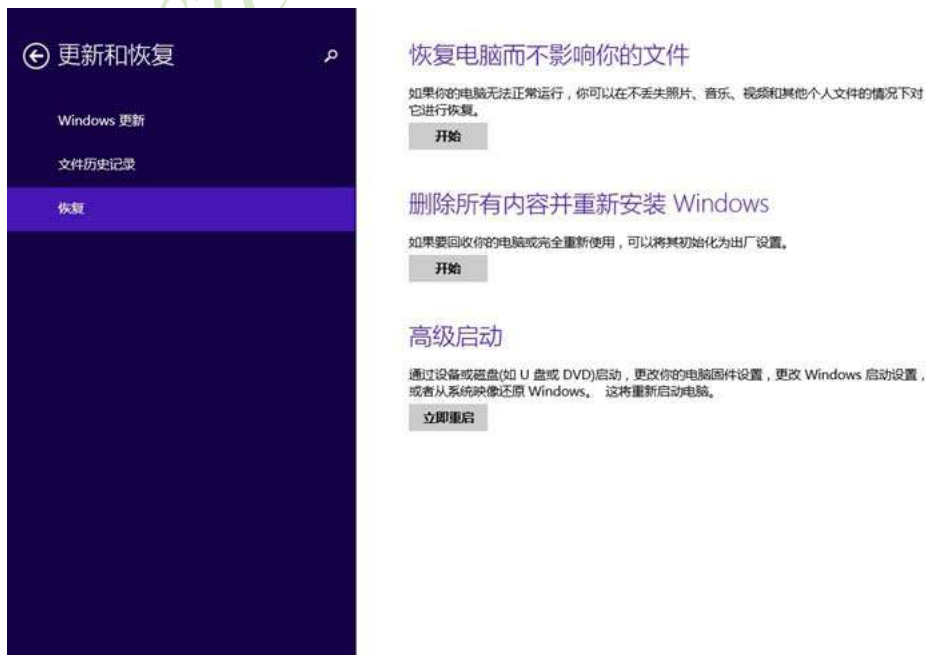 更新和恢复
Windows 更新
文件历史记录
恢复
恢复电脑而不影响你的文件
如果你的电脑无法正常运行，你可以在不丢失照片、音乐、视频和其他个人文件的情况下对
它进行恢复。
开始
删除所有内容并重新安装 Windows
如果要回收你的电脑或完全重新使用，可以将其初始化为出厂设置。
开始
高级启动
通过设备或磁盘(如 U 盘或 DVD)启动，更改你的电脑固件设置，更改 Windows 启动设置，
或者从系统映像还原 Windows。 这将重新启动电脑。
立即重启